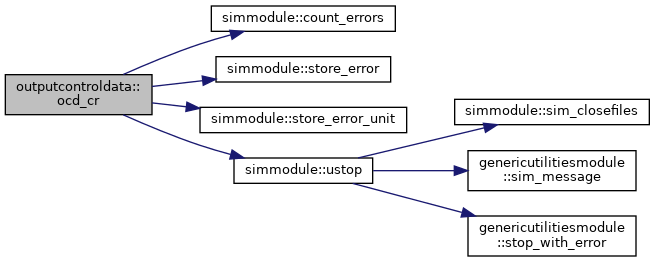 outputcontroldata::
ocd_cr
simmodule::count_errors
simmodule::store_error
simmodule::store_error_unit
simmodule::ustop
simmodule::sim_closefiles
genericutilitiesmodule
::sim_message
genericutilitiesmodule
::stop_with_error